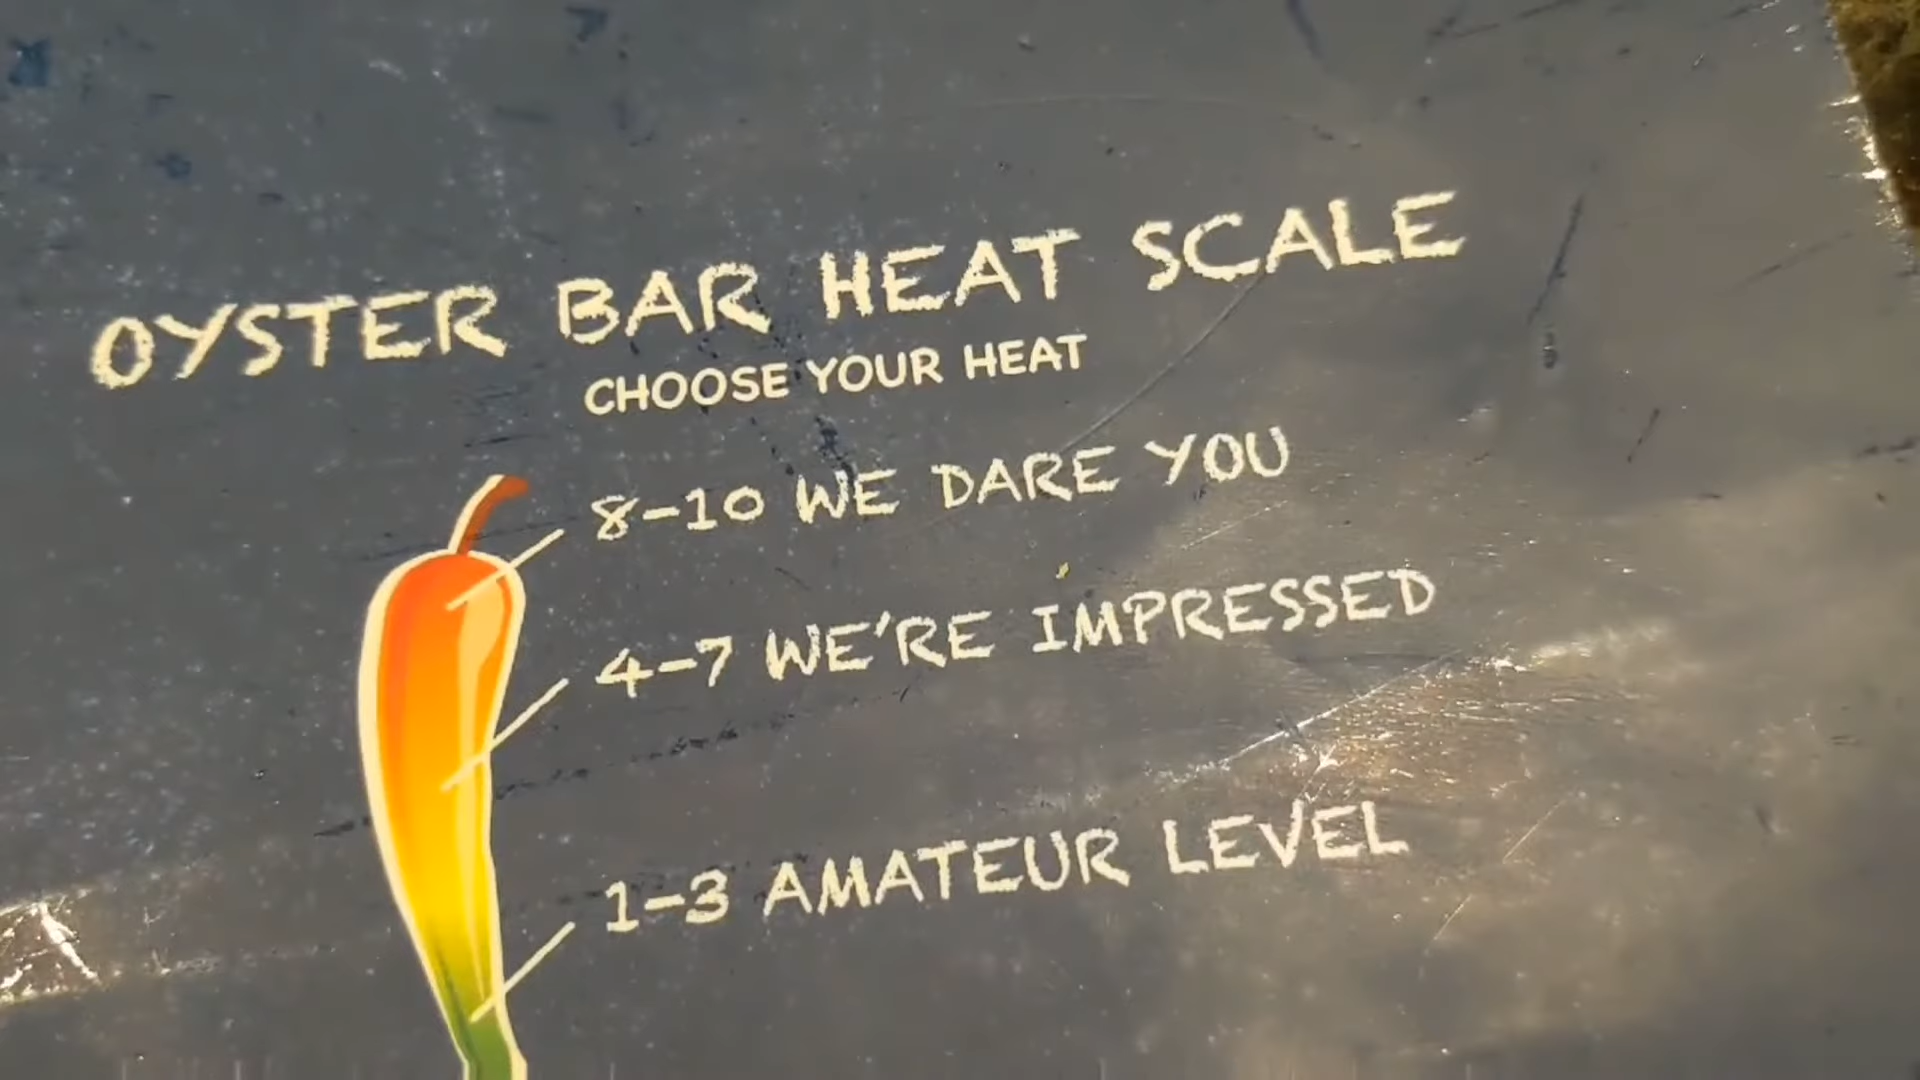 OYSTER BAR HEAT SCALE
CHOOSE YOUR HEAT
8-10 WE DARE YOU
4-7 WE'RE IMPRESSED
1-3 AMATEUR LEVEL